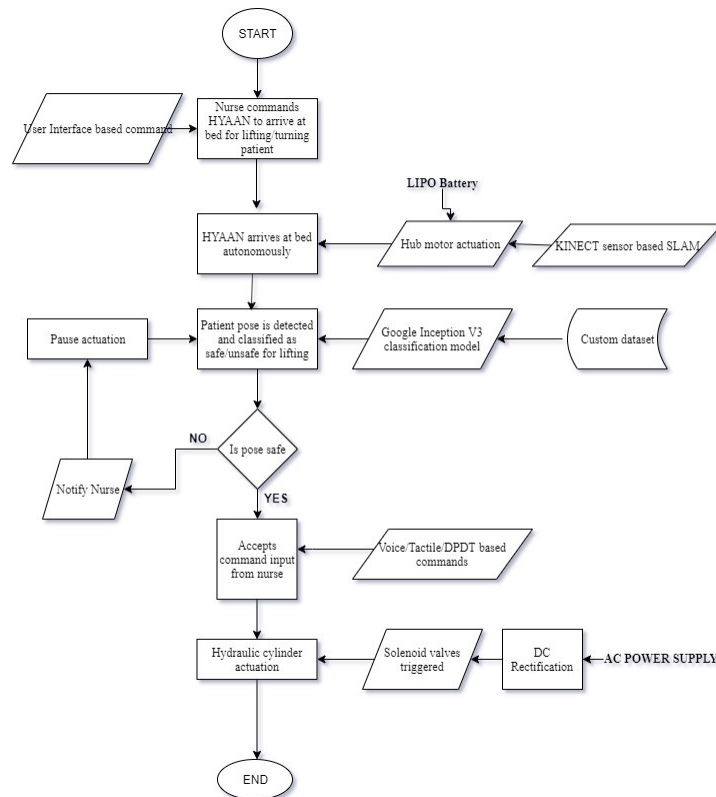 START
User Interface based command
Nurse commands
HYAAN to arrive at
bed for lifting/turning
patient
LIPO Battery
HYAAN arrives at bed
autonomously
Hub motor actuation
KINECT sensor based SLAM
Pause actuation
Patient pose is detected
and classified as
safe/unsafe for lifting
Google Inception V3
classification model
Custom dataset
NO
Is pose safe
Notify Nurse
YES
Accepts
command input
from nurse
Voice/Tactile/DPDT based
commands
Hydraulic cylinder
actuation
Solenoid valves
triggered
DC
Rectification
AC POWER SUPPLY
END